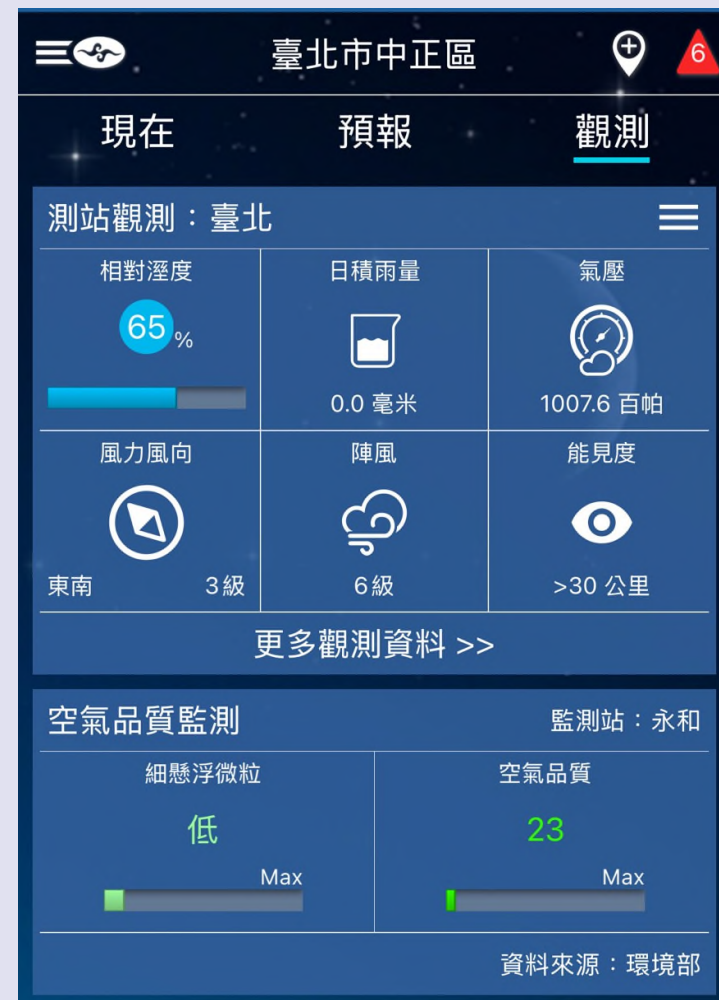 臺北市中正區
6
現在 預報 觀測
測站觀測：臺北
相對溼度 日積雨量 氣壓
65%
0.0 毫米 1007.6 百帕
風力風向 陣風 能見度
東南 3級 6級 >30 公里
更多觀測資料 >>
空氣品質監測 監測站：永和
細懸浮微粒 空氣品質
低 23
Max Max
資料來源：環境部